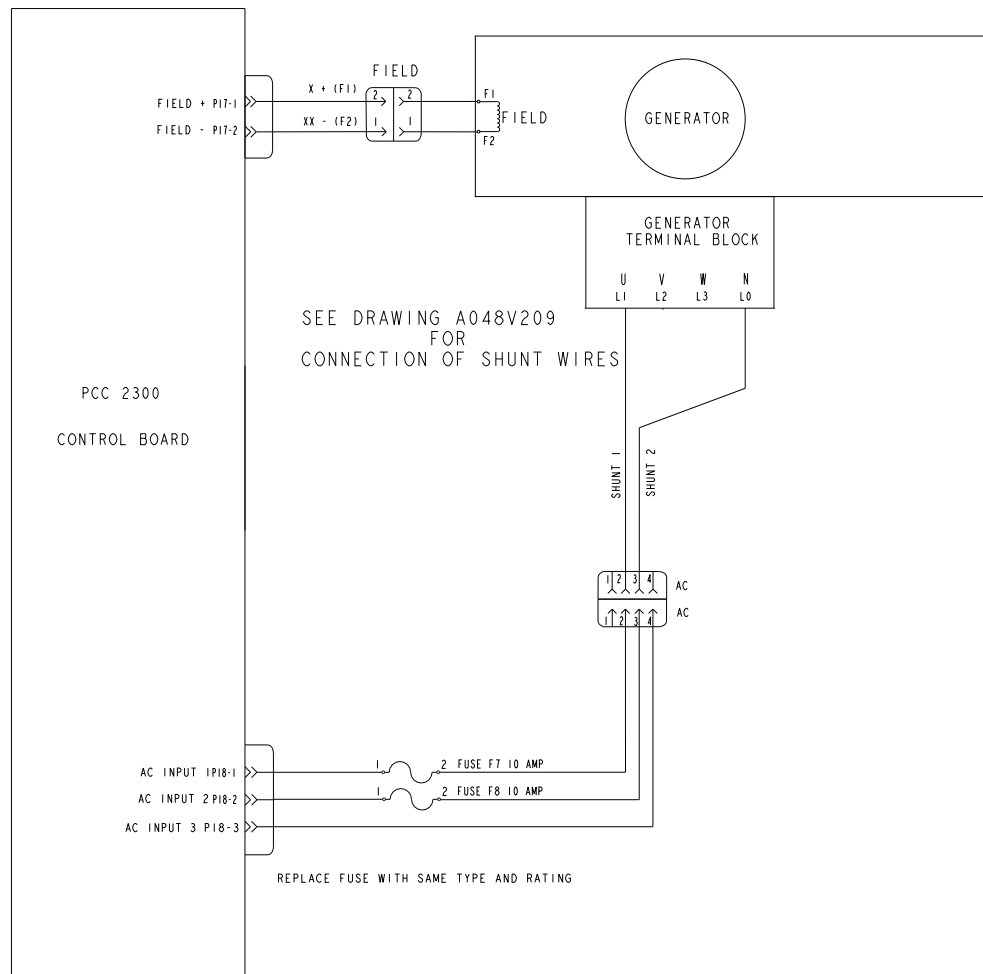 FIELD
X + (F1)
FIELD + P17-1
2 2
F1
XX - (F2)
FIELD - P17-2
1 1
FIELD
F2
GENERATOR
GENERATOR
TERMINAL BLOCK
U V W N
L1 L2 L3 L0
SEE DRAWING A048V209
FOR
CONNECTION OF SHUNT WIRES
PCC 2300
CONTROL BOARD
SHUNT 1
SHUNT 2
1 2 3 4 AC
1 2 3 4 AC
AC INPUT 1P18-1 1 2 FUSE F7 10 AMP
AC INPUT 2 P18-2 1 2 FUSE F8 10 AMP
AC INPUT 3 P18-3
REPLACE FUSE WITH SAME TYPE AND RATING